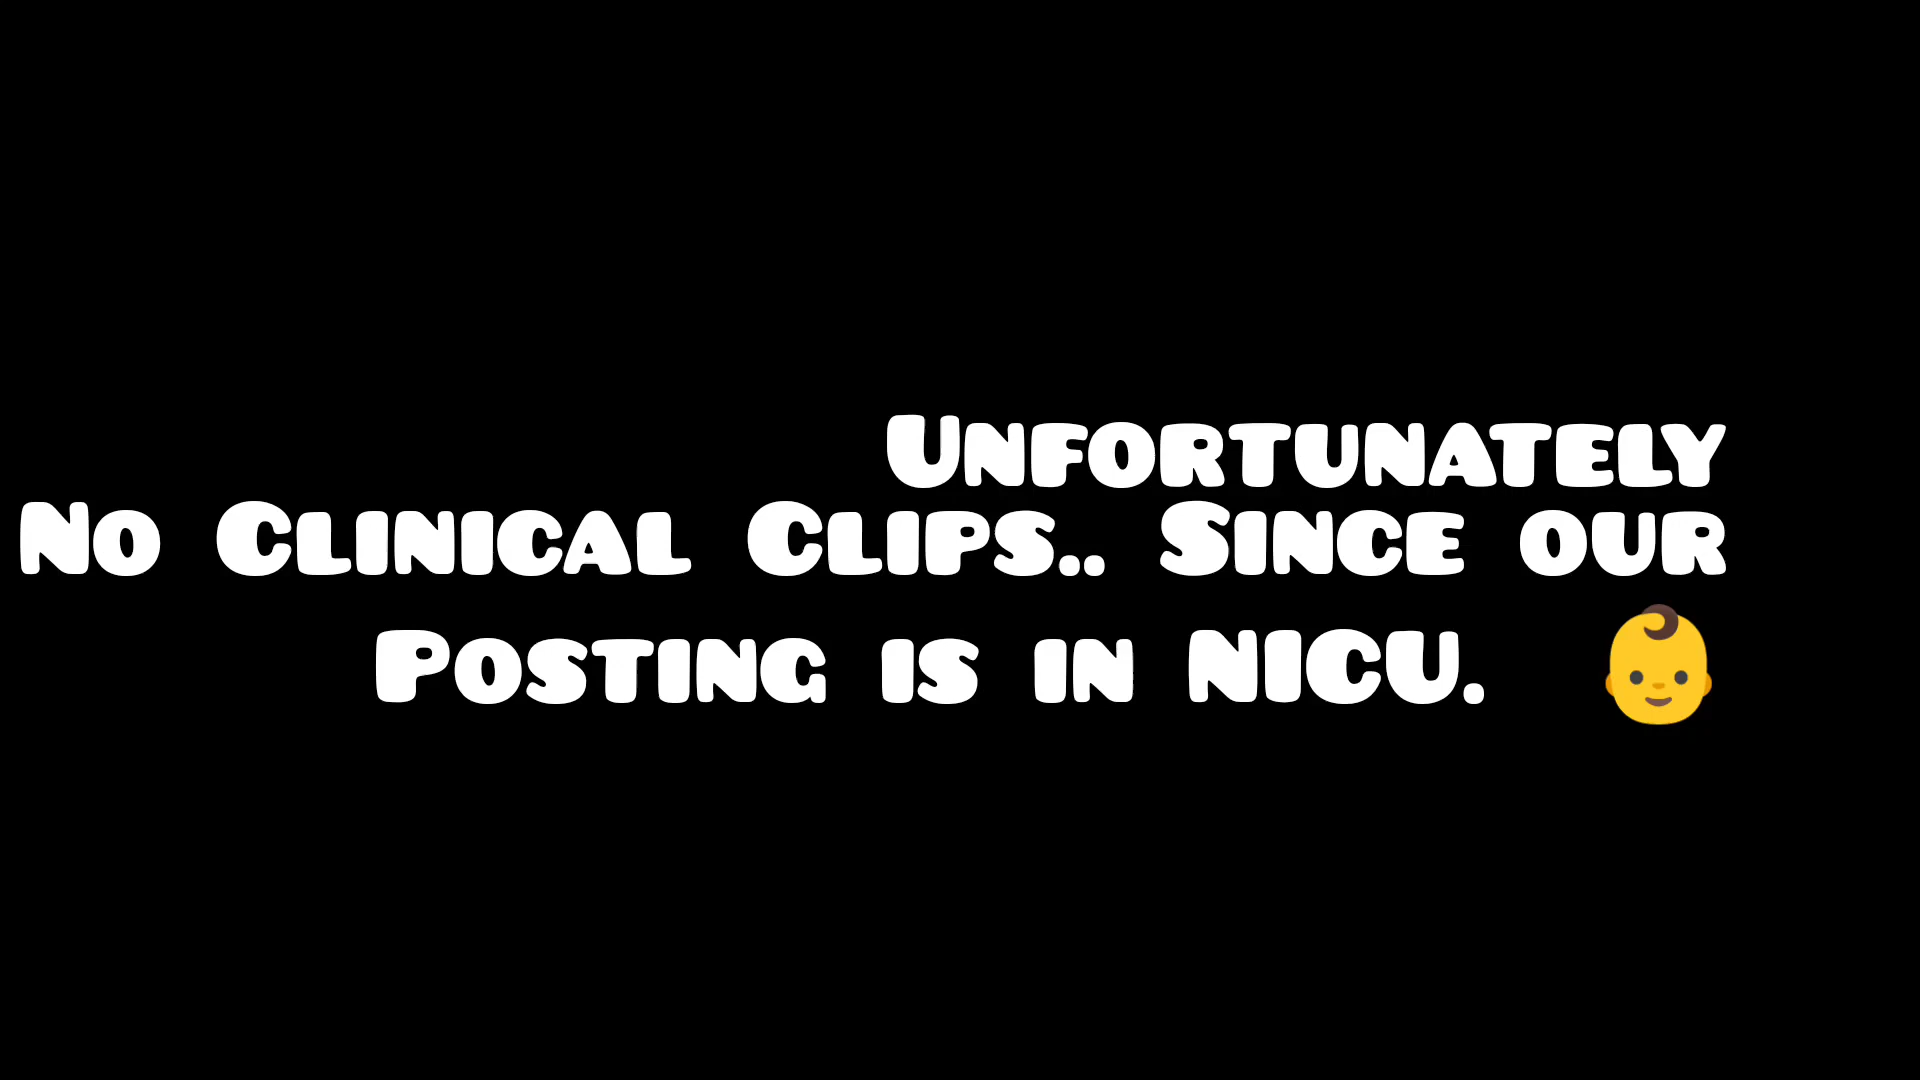 Unfortunately
No Clinical Clips.. Since our
Posting is in NICU. 👶